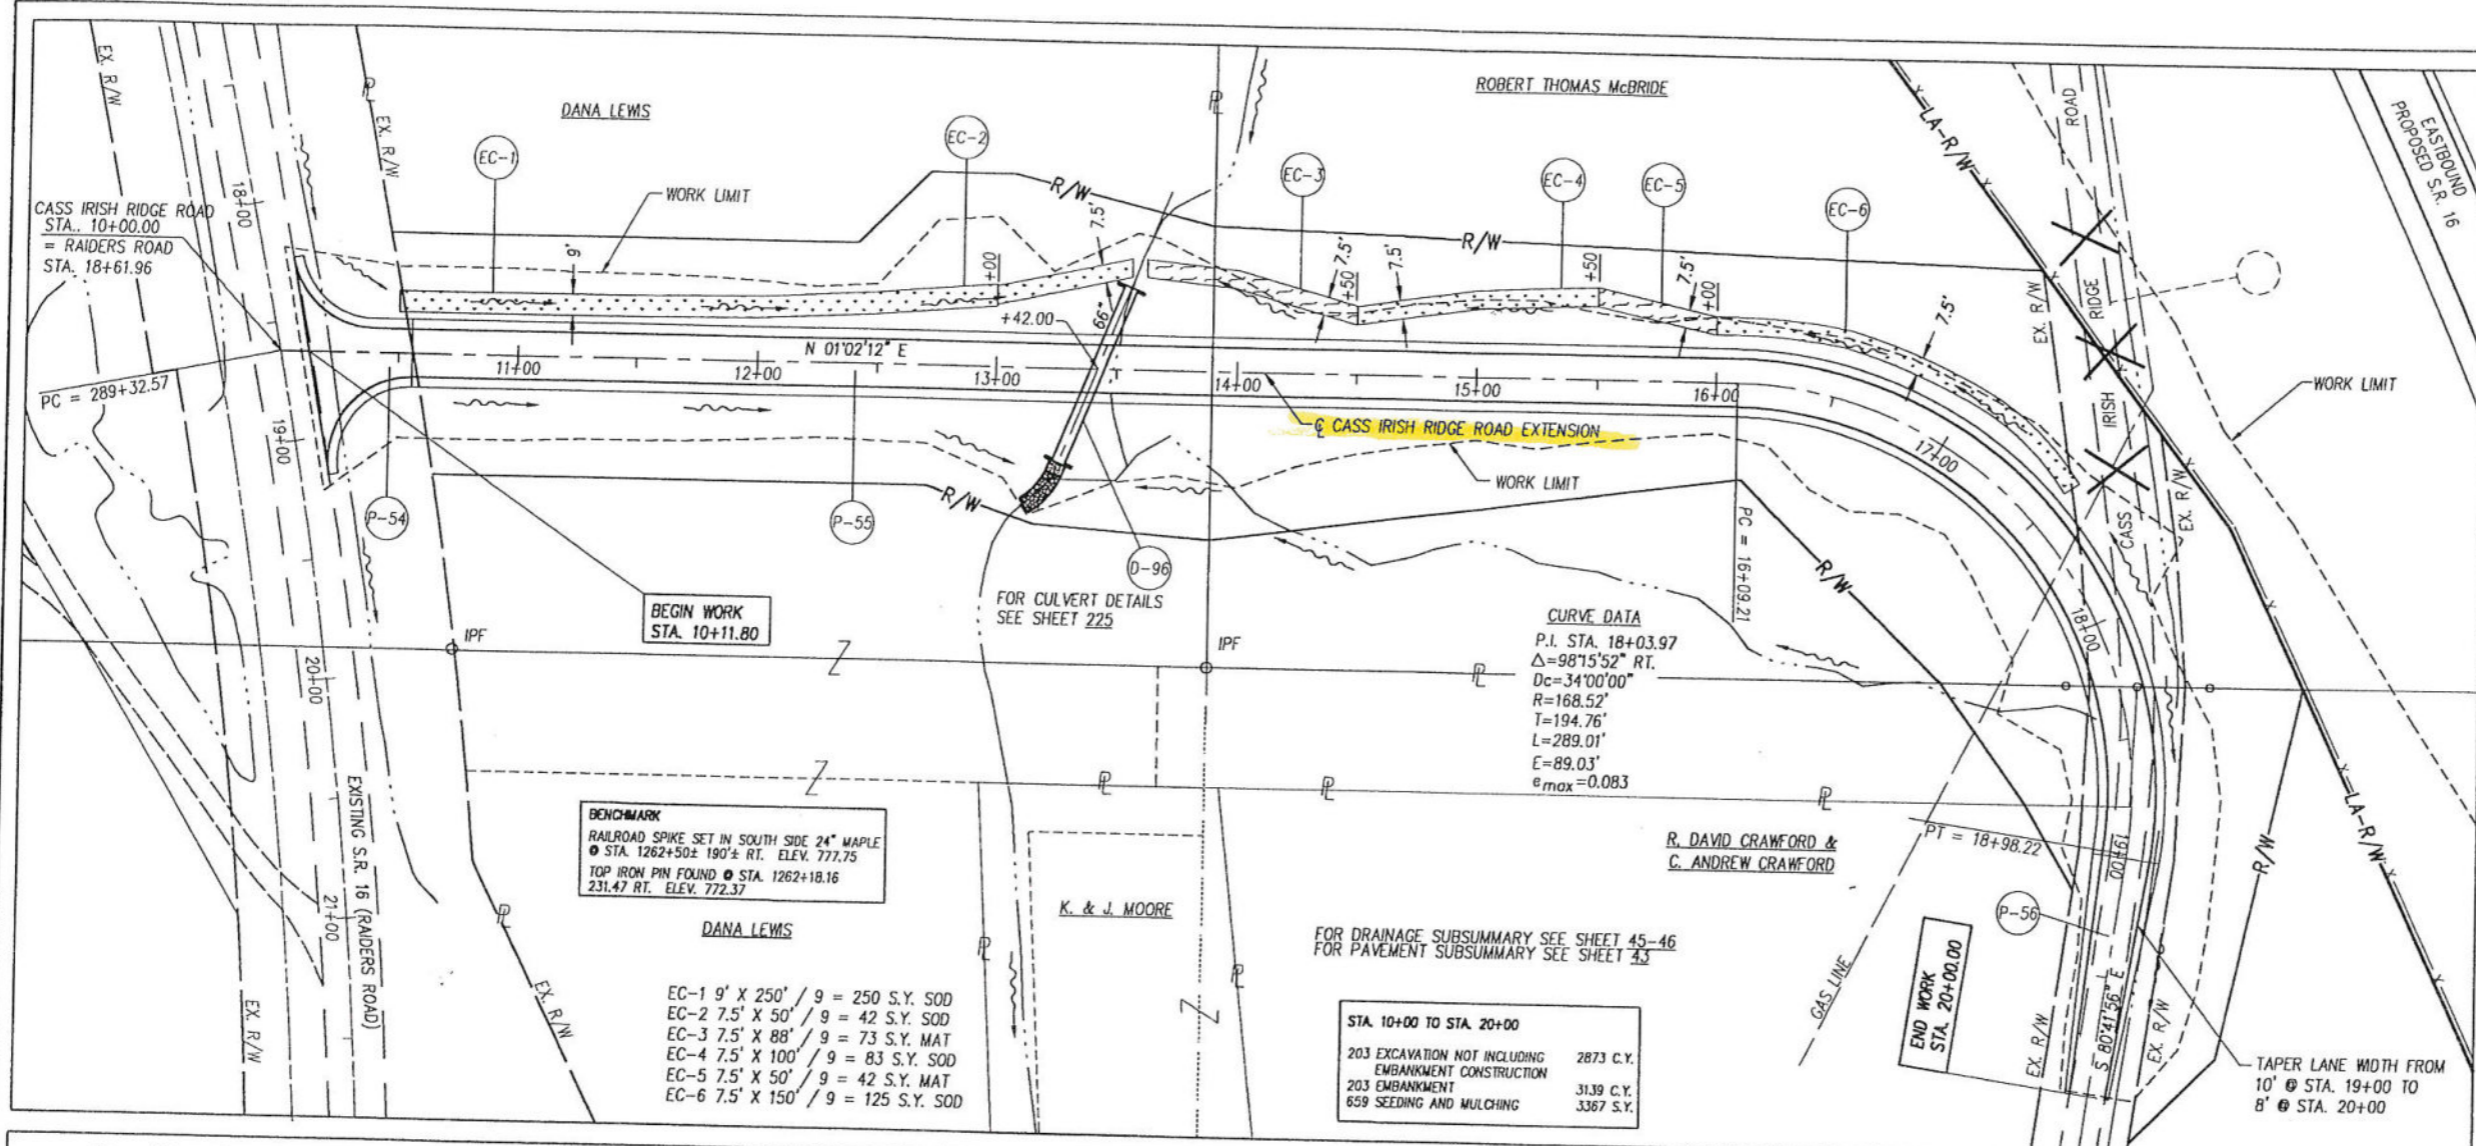 EX. R/W
DANA LEWIS
ROBERT THOMAS McBRIDE
ROAD
EASTBOUND
PROPOSED S.R. 16
LA-R/W
EX. R/W
EC-1
EC-2
EC-3
EC-4
EC-5
EC-6
WORK LIMIT
R/W
R/W
18+00
CASS IRISH RIDGE ROAD
STA.. 10+00.00
= RAIDERS ROAD
STA. 18+61.96
9'
+00
7.5'
7.5'
+50
7.5'
+50
7.5'
+00
7.5'
EX. R/W
RIDGE
66"
+42.00
N 01°02'12" E
11+00
12+00
13+00
14+00
15+00
16+00
WORK LIMIT
PC = 289+32.57
19+00
℄ CASS IRISH RIDGE ROAD EXTENSION
IRISH
17+00
WORK LIMIT
R/W
EX. R/W
CASS
P-54
P-55
PC = 16+09.21
D-96
R/W
BEGIN WORK
STA. 10+11.80
FOR CULVERT DETAILS
SEE SHEET 225
18+00
IPF
IPF
20+00
CURVE DATA
P.I. STA. 18+03.97
Δ=98°15'52" RT.
Dc=34°00'00"
R=168.52'
T=194.76'
L=289.01'
E=89.03'
e max =0.083
EXISTING S.R. 16 (RAIDERS ROAD)
BENCHMARK
RAILROAD SPIKE SET IN SOUTH SIDE 24" MAPLE
@ STA. 1262+50± 190'± RT. ELEV. 777.75
TOP IRON PIN FOUND @ STA. 1262+18.16
231.47 RT. ELEV. 772.37
R. DAVID CRAWFORD &
C. ANDREW CRAWFORD
PT = 18+98.22
19+00
R/W
LA-R/W
21+00
DANA LEWIS
K. & J. MOORE
P-56
FOR DRAINAGE SUBSUMMARY SEE SHEET 45-46
FOR PAVEMENT SUBSUMMARY SEE SHEET 43
GAS LINE
END WORK
STA. 20+00.00
EX. R/W
EX. R/W
EC-1 9' X 250' / 9 = 250 S.Y. SOD
EC-2 7.5' X 50' / 9 = 42 S.Y. SOD
EC-3 7.5' X 88' / 9 = 73 S.Y. MAT
EC-4 7.5' X 100' / 9 = 83 S.Y. SOD
EC-5 7.5' X 50' / 9 = 42 S.Y. MAT
EC-6 7.5' X 150' / 9 = 125 S.Y. SOD
STA. 10+00 TO STA. 20+00
203 EXCAVATION NOT INCLUDING 2873 C.Y.
EMBANKMENT CONSTRUCTION
203 EMBANKMENT 3139 C.Y.
659 SEEDING AND MULCHING 3367 S.Y.
EX. R/W
S 80°41'56" E
EX. R/W
TAPER LANE WIDTH FROM
10' @ STA. 19+00 TO
8' @ STA. 20+00